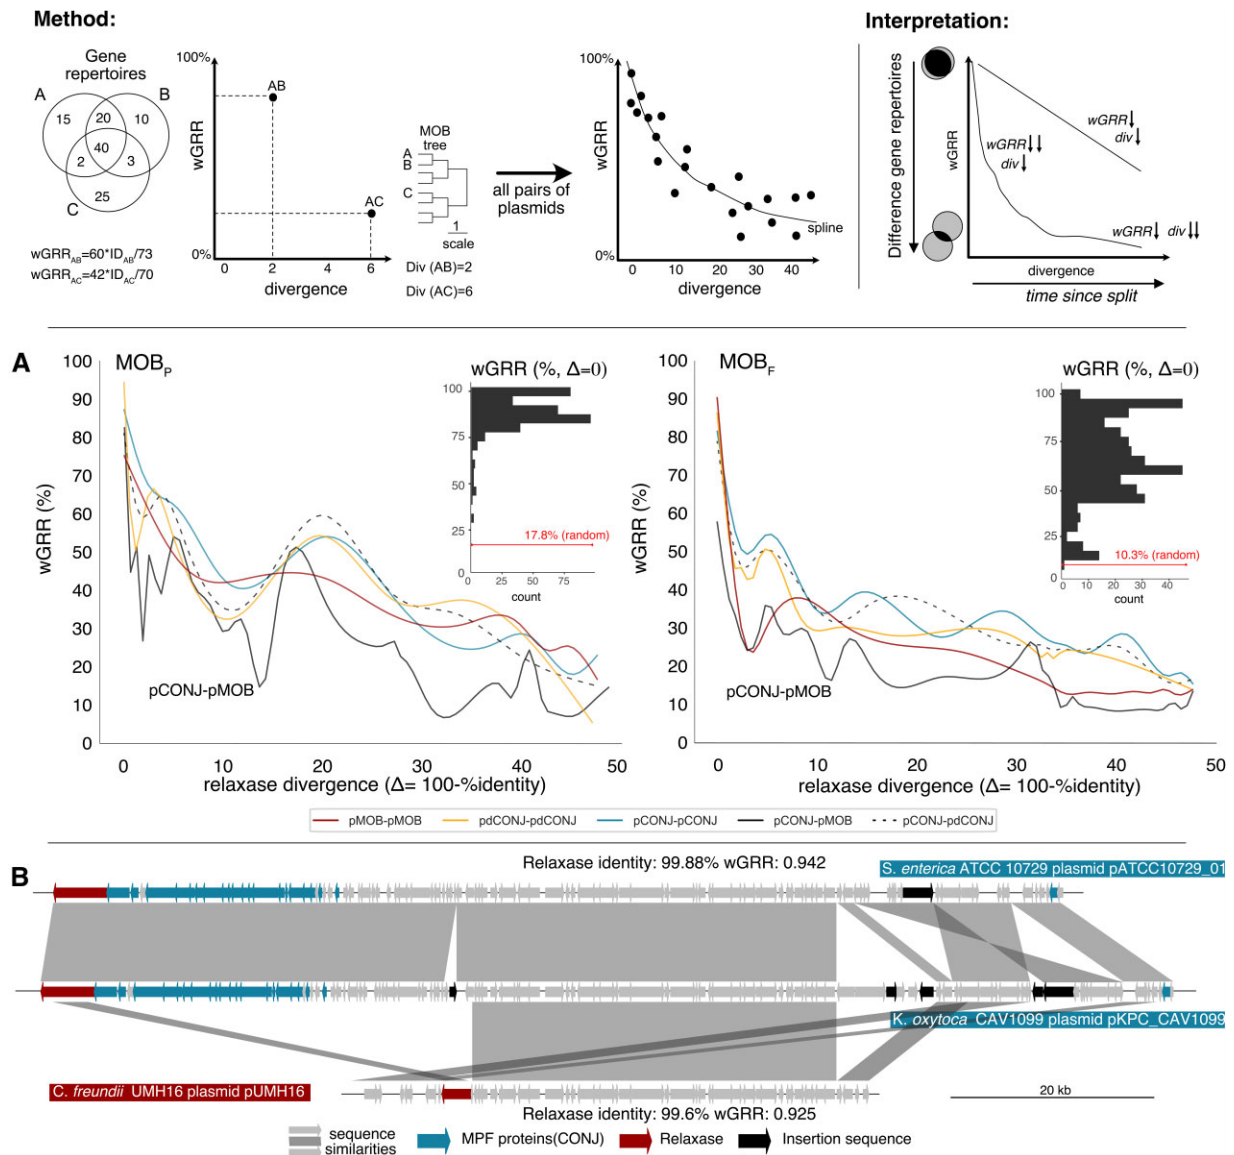 Method:
Interpretation:
Gene
repertoires
A
B
15
20
10
40
2
3
25
C
wGRR_AB=60*ID_AB/73
wGRR_AC=42*ID_AC/70
100%
wGRR
0%
AB
AC
0
2
4
6
divergence
MOB
tree
A
B
C
1
scale
Div (AB)=2
Div (AC)=6
all pairs of
plasmids
100%
wGRR
0%
spline
0
10
20
30
40
divergence
Difference gene repertoires
wGRR
wGRR↓
div↓
wGRR↓↓
div↓
wGRR↓ div↓↓
divergence
time since split
A
MOB_P
100
90
80
70
60
50
40
30
20
10
0
wGRR (%)
wGRR (%, Δ=0)
100
75
50
25
0
17.8% (random)
0
25
50
75
count
pCONJ-pMOB
0
10
20
30
40
50
relaxase divergence (Δ= 100-%identity)
MOB_F
100
90
80
70
60
50
40
30
20
10
0
wGRR (%)
wGRR (%, Δ=0)
100
75
50
25
0
10.3% (random)
0
10
20
30
40
count
pCONJ-pMOB
0
10
20
30
40
50
relaxase divergence (Δ= 100-%identity)
pMOB-pMOB
pdCONJ-pdCONJ
pCONJ-pCONJ
pCONJ-pMOB
pCONJ-pdCONJ
B
Relaxase identity: 99.88% wGRR: 0.942
S. enterica ATCC 10729 plasmid pATCC10729_01
K. oxytoca CAV1099 plasmid pKPC_CAV1099
C. freundii UMH16 plasmid pUMH16
20 kb
Relaxase identity: 99.6% wGRR: 0.925
sequence
similarities
MPF proteins(CONJ)
Relaxase
Insertion sequence